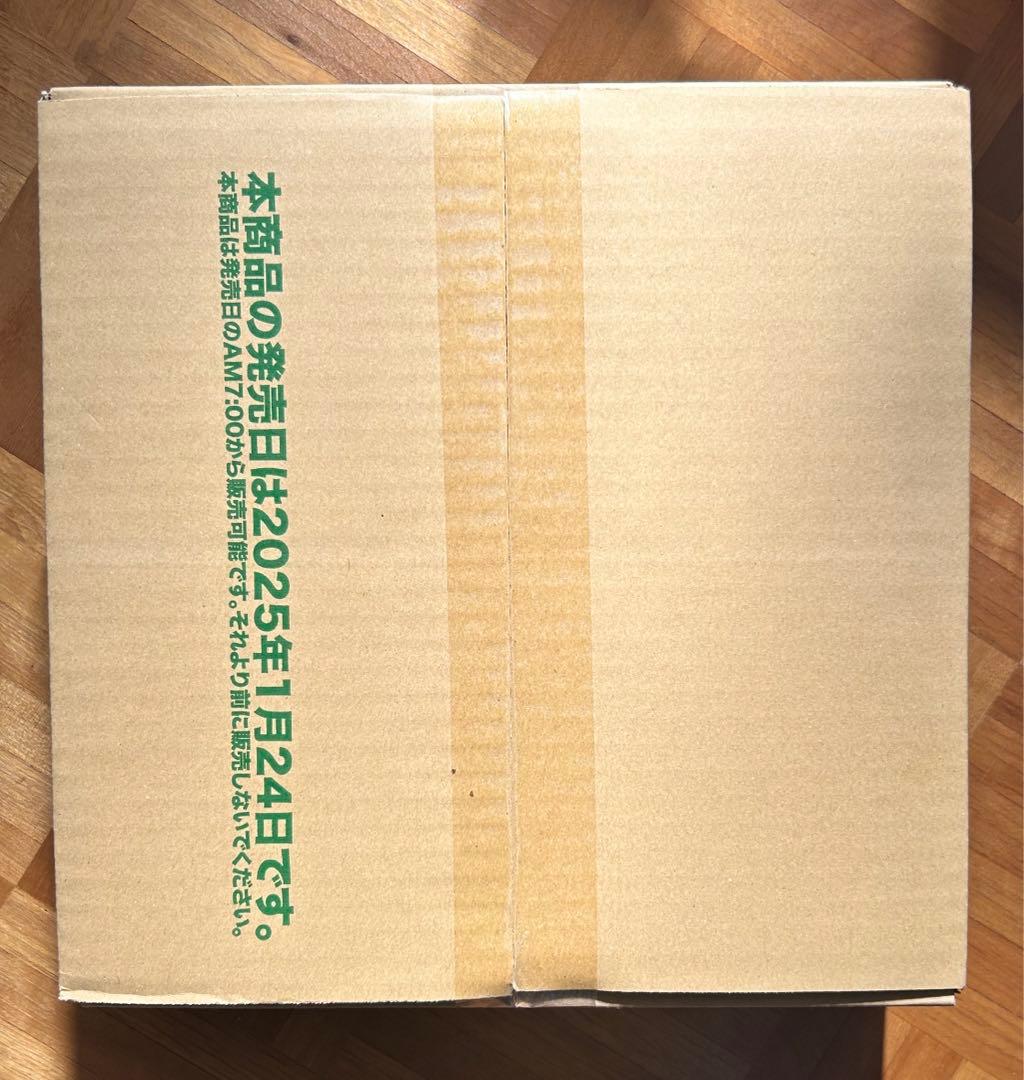 本商品の発売日は2025年1月24日です。
本商品は発売日のAM7:00から販売可能です。それより前に販売しないでください。